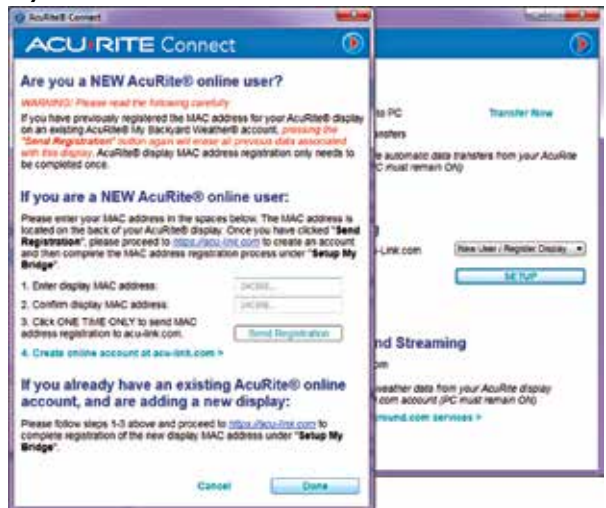 AcuRite® Connect
ACU RITE Connect
Are you a NEW AcuRite® online user?
WARNING! Please read the following carefully
If you have previously registered the MAC address for your AcuRite® display
on an existing AcuRite® My Backyard Weather® account, pressing the
"Send Registration" button again will erase all previous data associated
with this display. AcuRite® display MAC address registration only needs to
be completed once.
If you are a NEW AcuRite® online user:
Please enter your MAC address in the spaces below. The MAC address is
located on the back of your AcuRite® display. Once you have clicked "Send
Registration", please proceed to https://acu-link.com to create an account
and then complete the MAC address registration process under "Setup My
Bridge".
1. Enter display MAC address:
2. Confirm display MAC address:
3. Click ONE TIME ONLY to send MAC
address registration to acu-link.com.
Send Registration
4. Create online account at acu-link.com >
If you already have an existing AcuRite® online
account, and are adding a new display:
Please follow steps 1-3 above and proceed to https://acu-link.com to
complete registration of the new display MAC address under "Setup My
Bridge".
Cancel Done
to PC Transfer Now
ansfers
e automatic data transfers from your AcuRite
PC must remain ON)
-Link.com New User / Register Display
SETUP
nd Streaming
om
weather data from your AcuRite display
com account (PC must remain ON)
ground.com services >